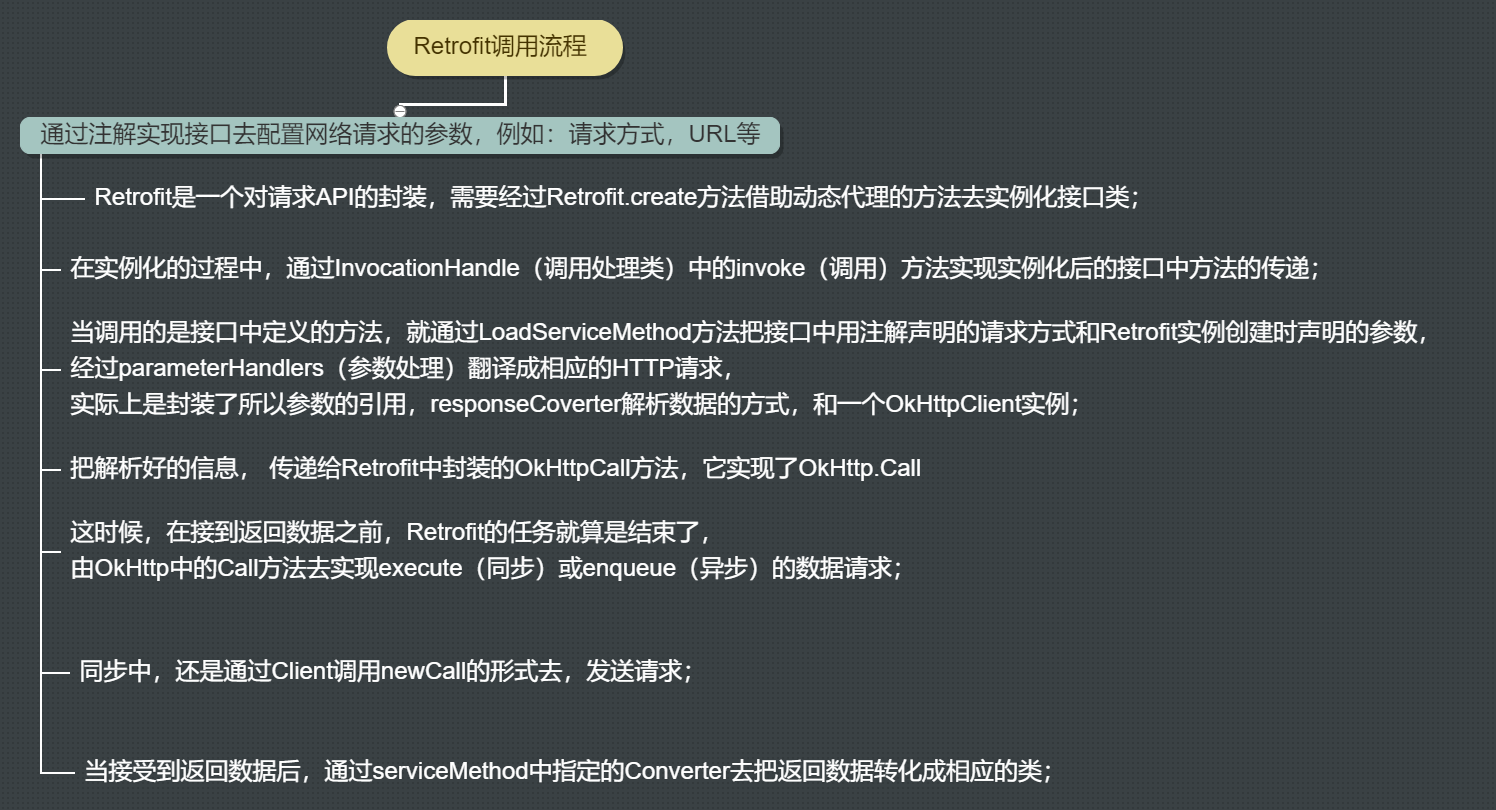 Retrofit调用流程
通过注解实现接口去配置网络请求的参数，例如：请求方式，URL等
Retrofit是一个对请求API的封装，需要经过Retrofit.create方法借助动态代理的方法去实例化接口类；
在实例化的过程中，通过InvocationHandle（调用处理类）中的invoke（调用）方法实现实例化后的接口中方法的传递；
当调用的是接口中定义的方法，就通过LoadServiceMethod方法把接口中用注解声明的请求方式和Retrofit实例创建时声明的参数，
经过parameterHandlers（参数处理）翻译成相应的HTTP请求，
实际上是封装了所以参数的引用，responseCoverter解析数据的方式，和一个OkHttpClient实例；
把解析好的信息， 传递给Retrofit中封装的OkHttpCall方法，它实现了OkHttp.Call
这时候，在接到返回数据之前，Retrofit的任务就算是结束了，
由OkHttp中的Call方法去实现execute（同步）或enqueue（异步）的数据请求；
同步中，还是通过Client调用newCall的形式去，发送请求；
当接受到返回数据后，通过serviceMethod中指定的Converter去把返回数据转化成相应的类；